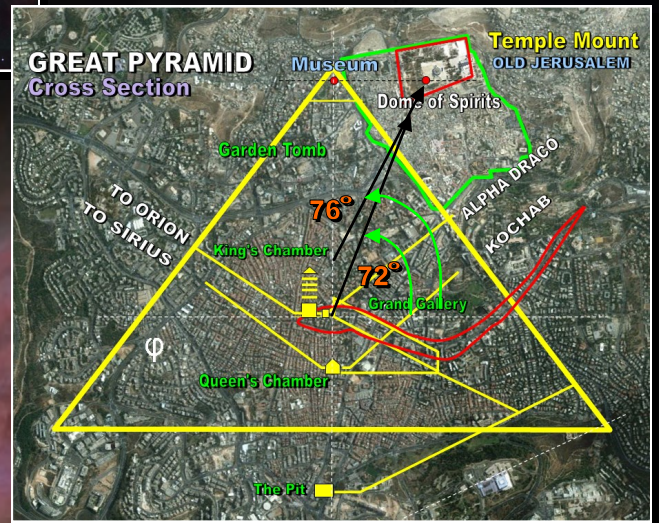 GREAT PYRAMID
Cross Section
Museum
Temple Mount
OLD JERUSALEM
Dome of Spirits
Garden Tomb
ALPHA DRACO
KOCHAB
TO ORION
TO SIRIUS
76°
King's Chamber
72°
Grand Gallery
φ
Queen's Chamber
The Pit